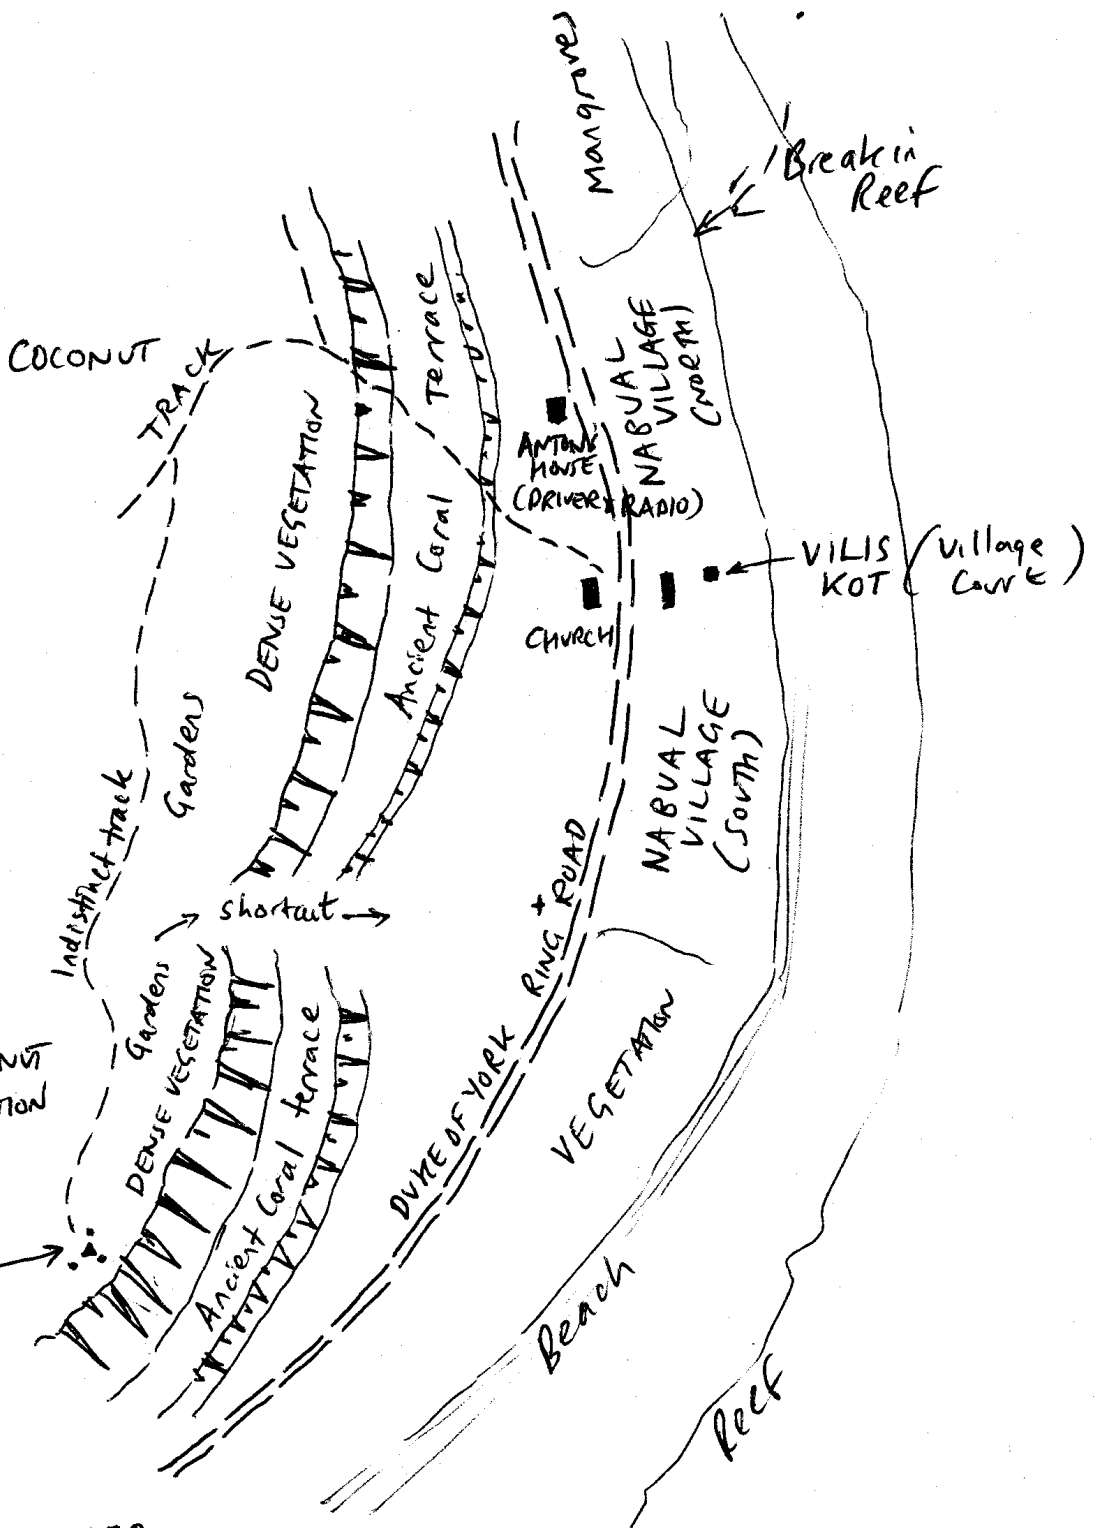 Mangroves
Break in
Reef
COCONUT
TRACK
Terrace
NABUAL
VILLAGE
(NORTH)
DENSE VEGETATION
ANTON
HOUSE
(DRIVER + RADIO)
Ancient Coral
VILIS
KOT
(Village
Court)
CHURCH
Gardens
NABUAL
VILLAGE
(SOUTH)
Indistinct track
shortcut
DUKE OF YORK RING ROAD
Gardens
DENSE VEGETATION
Ancient Coral terrace
VEGETATION
Beach
Reef